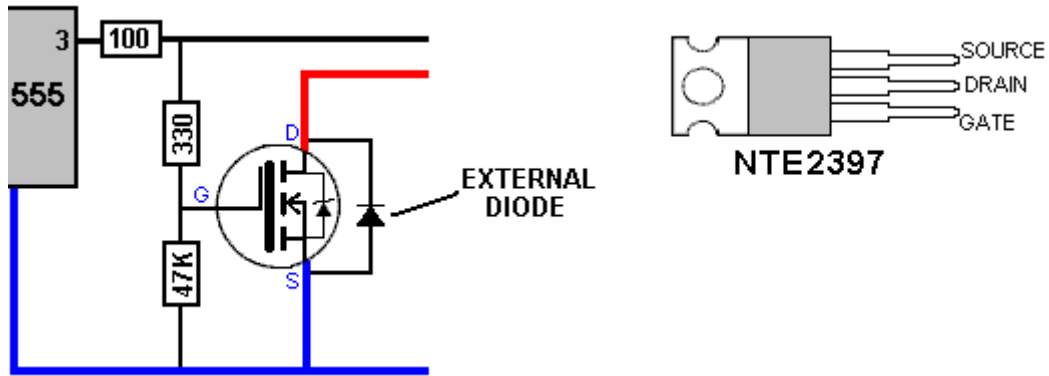 3
100
555
330
D
G
47K
S
EXTERNAL
DIODE
SOURCE
DRAIN
GATE
NTE2397